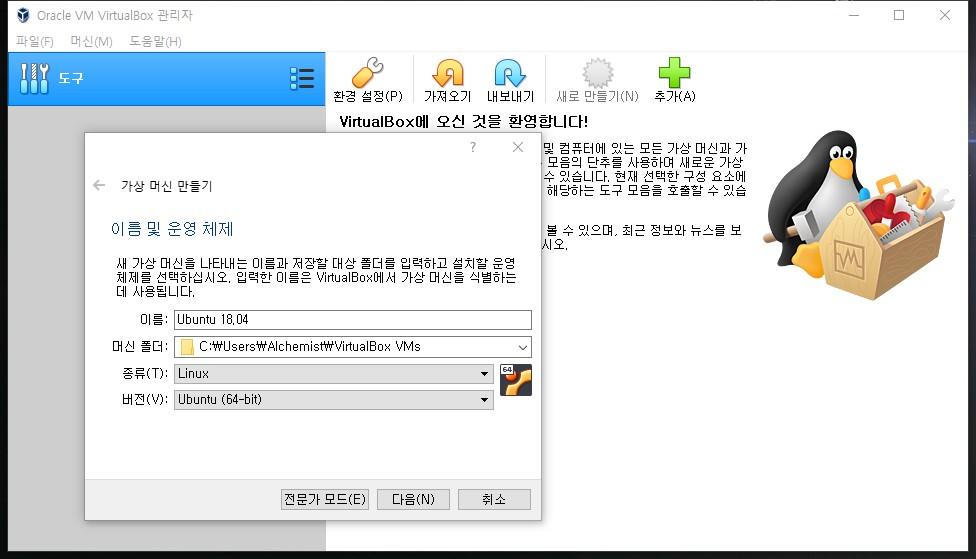 Oracle VM VirtualBox 관리자
파일(F) 머신(M) 도움말(H)
도구
환경 설정(P) 가져오기 내보내기 새로 만들기(N) 추가(A)
VirtualBox에 오신 것을 환영합니다!
및 컴퓨터에 있는 모든 가상 머신과 가
모음의 단추를 사용하여 새로운 가상
수 있습니다. 현재 선택한 구성 요소에
해당하는 도구 모음을 호출할 수 있습
볼 수 있으며, 최근 정보와 뉴스를 보
시오.
?
가상 머신 만들기
이름 및 운영 체제
새 가상 머신을 나타내는 이름과 저장할 대상 폴더를 입력하고 설치할 운영
체제를 선택하십시오. 입력한 이름은 VirtualBox에서 가상 머신을 식별하는
데 사용됩니다.
이름: Ubuntu 18.04
머신 폴더: C:₩Users₩Alchemist₩VirtualBox VMs
종류(T): Linux
64
버전(V): Ubuntu (64-bit)
전문가 모드(E) 다음(N) 취소